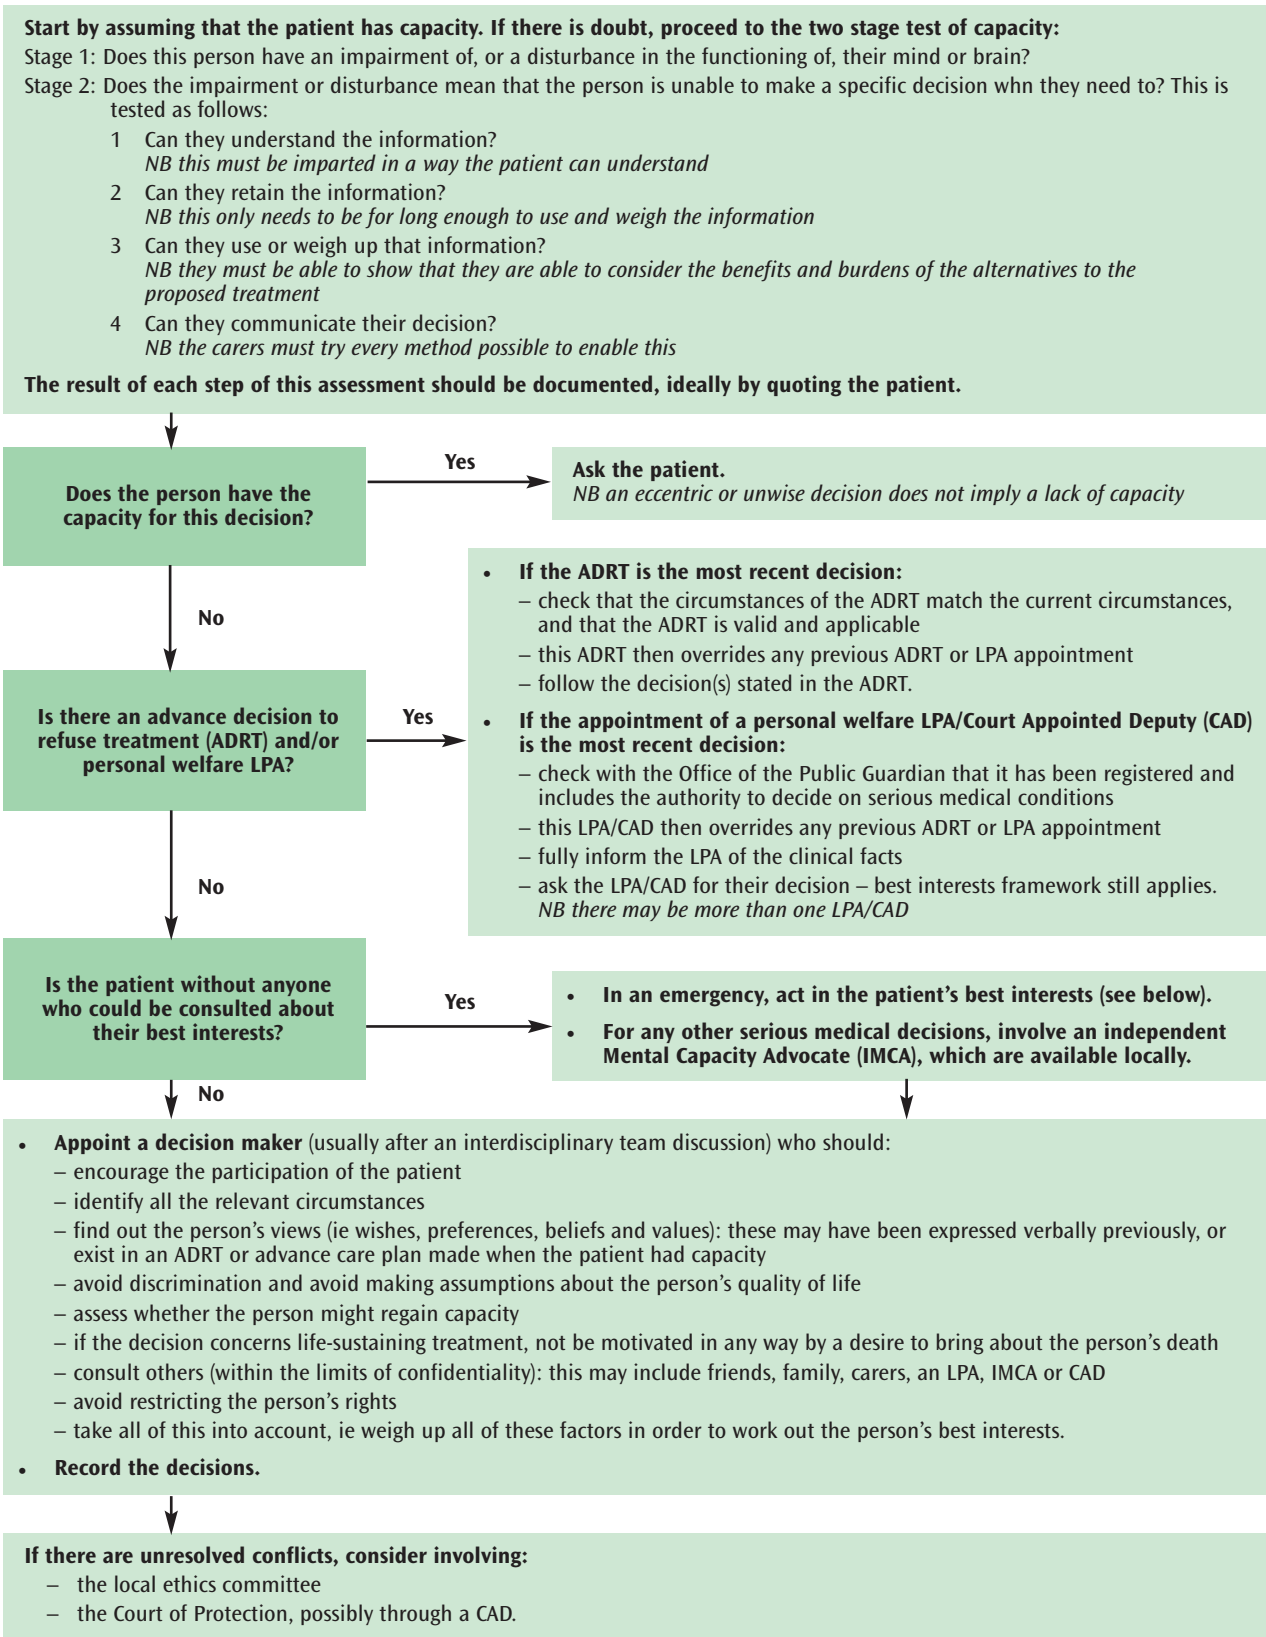 Start by assuming that the patient has capacity. If there is doubt, proceed to the two stage test of capacity:
Stage 1: Does this person have an impairment of, or a disturbance in the functioning of, their mind or brain?
Stage 2: Does the impairment or disturbance mean that the person is unable to make a specific decision whn they need to? This is
tested as follows:
1 Can they understand the information?
NB this must be imparted in a way the patient can understand
2 Can they retain the information?
NB this only needs to be for long enough to use and weigh the information
3 Can they use or weigh up that information?
NB they must be able to show that they are able to consider the benefits and burdens of the alternatives to the
proposed treatment
4 Can they communicate their decision?
NB the carers must try every method possible to enable this
The result of each step of this assessment should be documented, ideally by quoting the patient.
Does the person have the
capacity for this decision?
Yes
Ask the patient.
NB an eccentric or unwise decision does not imply a lack of capacity
No
Is there an advance decision to
refuse treatment (ADRT) and/or
personal welfare LPA?
Yes
• If the ADRT is the most recent decision:
– check that the circumstances of the ADRT match the current circumstances,
and that the ADRT is valid and applicable
– this ADRT then overrides any previous ADRT or LPA appointment
– follow the decision(s) stated in the ADRT.
• If the appointment of a personal welfare LPA/Court Appointed Deputy (CAD)
is the most recent decision:
– check with the Office of the Public Guardian that it has been registered and
includes the authority to decide on serious medical conditions
– this LPA/CAD then overrides any previous ADRT or LPA appointment
– fully inform the LPA of the clinical facts
– ask the LPA/CAD for their decision – best interests framework still applies.
NB there may be more than one LPA/CAD
No
Is the patient without anyone
who could be consulted about
their best interests?
Yes
• In an emergency, act in the patient's best interests (see below).
• For any other serious medical decisions, involve an independent
Mental Capacity Advocate (IMCA), which are available locally.
No
• Appoint a decision maker (usually after an interdisciplinary team discussion) who should:
– encourage the participation of the patient
– identify all the relevant circumstances
– find out the person's views (ie wishes, preferences, beliefs and values): these may have been expressed verbally previously, or
exist in an ADRT or advance care plan made when the patient had capacity
– avoid discrimination and avoid making assumptions about the person's quality of life
– assess whether the person might regain capacity
– if the decision concerns life-sustaining treatment, not be motivated in any way by a desire to bring about the person's death
– consult others (within the limits of confidentiality): this may include friends, family, carers, an LPA, IMCA or CAD
– avoid restricting the person's rights
– take all of this into account, ie weigh up all of these factors in order to work out the person's best interests.
• Record the decisions.
If there are unresolved conflicts, consider involving:
– the local ethics committee
– the Court of Protection, possibly through a CAD.